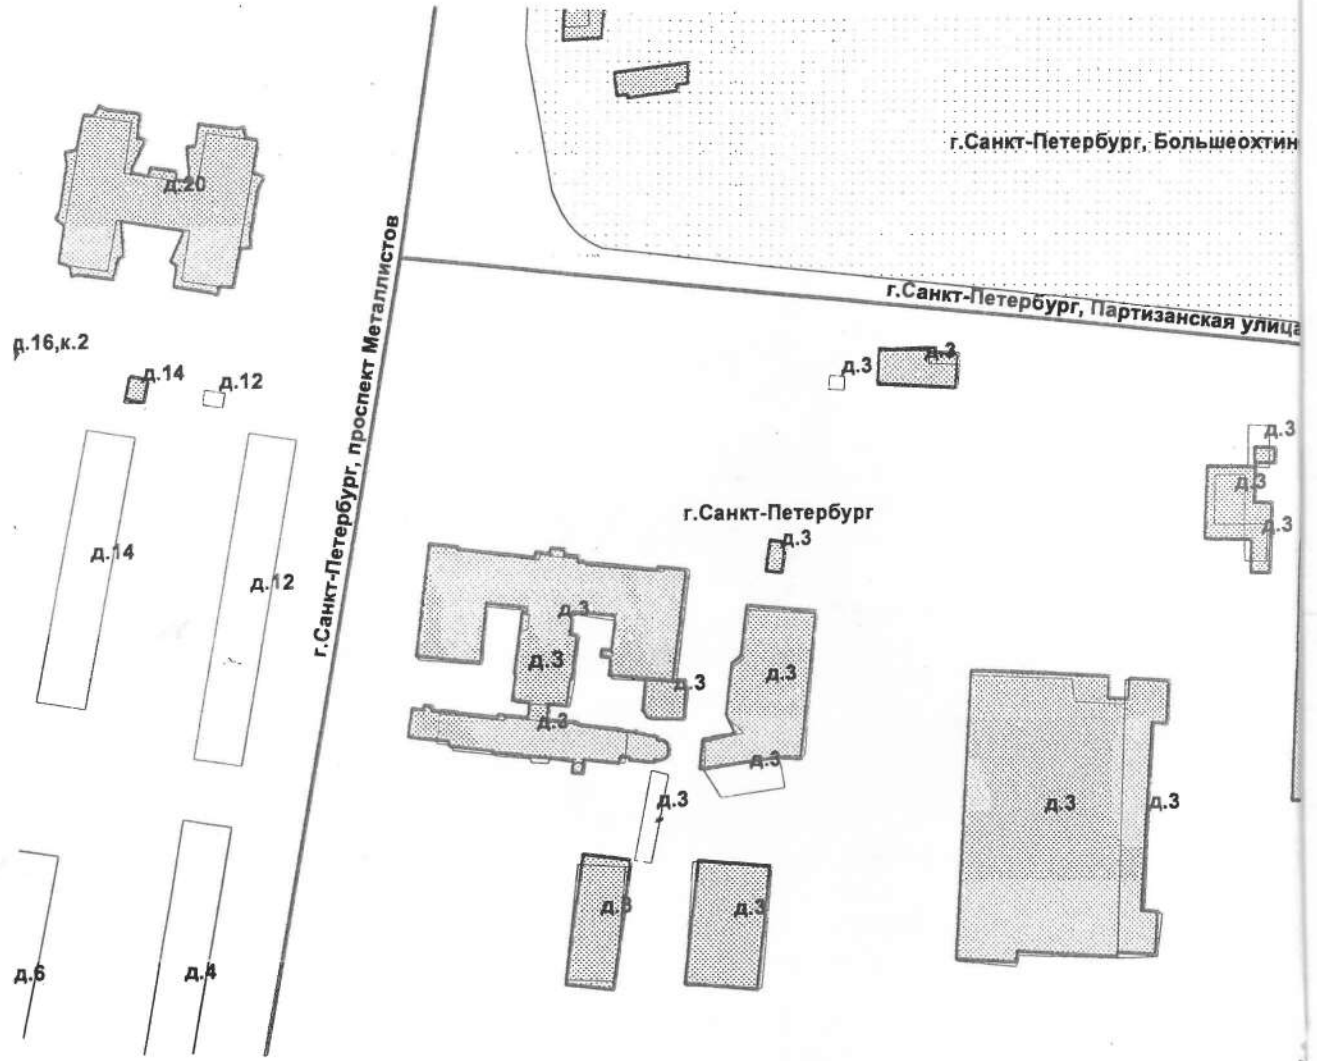 г.Санкт-Петербург, Большеохтин
д.20
г.Санкт-Петербург, проспект Металлистов
г.Санкт-Петербург, Партизанская улица
д.16,к.2
д.14
д.12
д.3
д.3
д.3
д.3
д.3
г.Санкт-Петербург
д.3
д.14
д.12
д.3
д.3
д.3
д.3
д.3
д.3
д.3
д.3
д.3
д.3
д.3
д.6
д.4